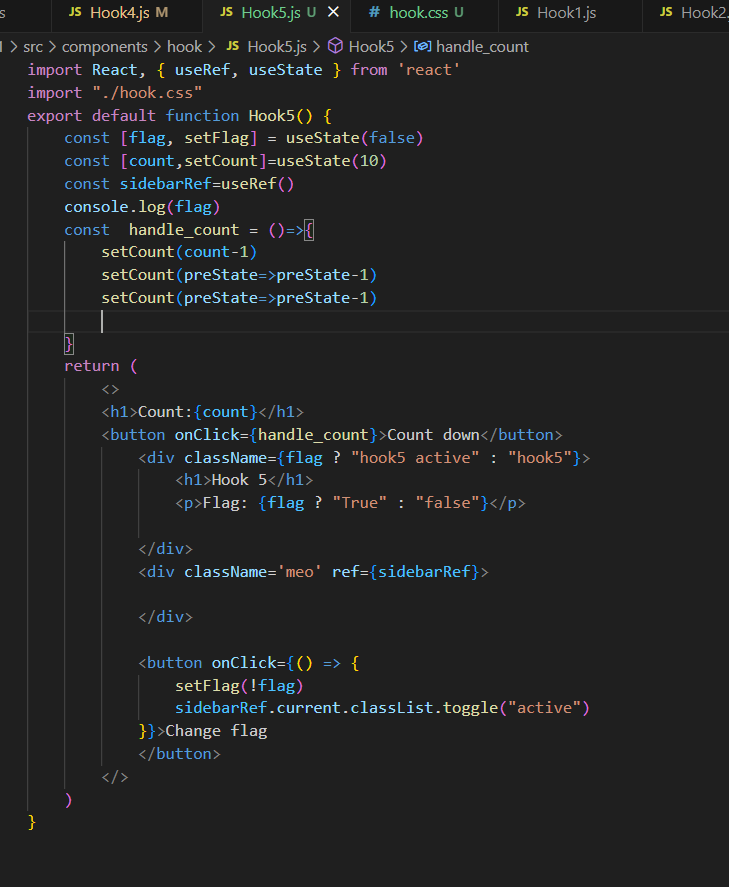 s JS Hook4.js M JS Hook5.js U × # hook.css U JS Hook1.js JS Hook2.
> src > components > hook > JS Hook5.js > Hook5 > handle_count
import React, { useRef, useState } from 'react'
import "./hook.css"
export default function Hook5() {
const [flag, setFlag] = useState(false)
const [count,setCount]=useState(10)
const sidebarRef=useRef()
console.log(flag)
const  handle_count = ()=>{
setCount(count-1)
setCount(preState=>preState-1)
setCount(preState=>preState-1)
}
return (
<>
<h1>Count:{count}</h1>
<button onClick={handle_count}>Count down</button>
<div className={flag ? "hook5 active" : "hook5"}>
<h1>Hook 5</h1>
<p>Flag: {flag ? "True" : "false"}</p>
</div>
<div className='meo' ref={sidebarRef}>
</div>
<button onClick={() => {
setFlag(!flag)
sidebarRef.current.classList.toggle("active")
}}>Change flag
</button>
</>
)
}